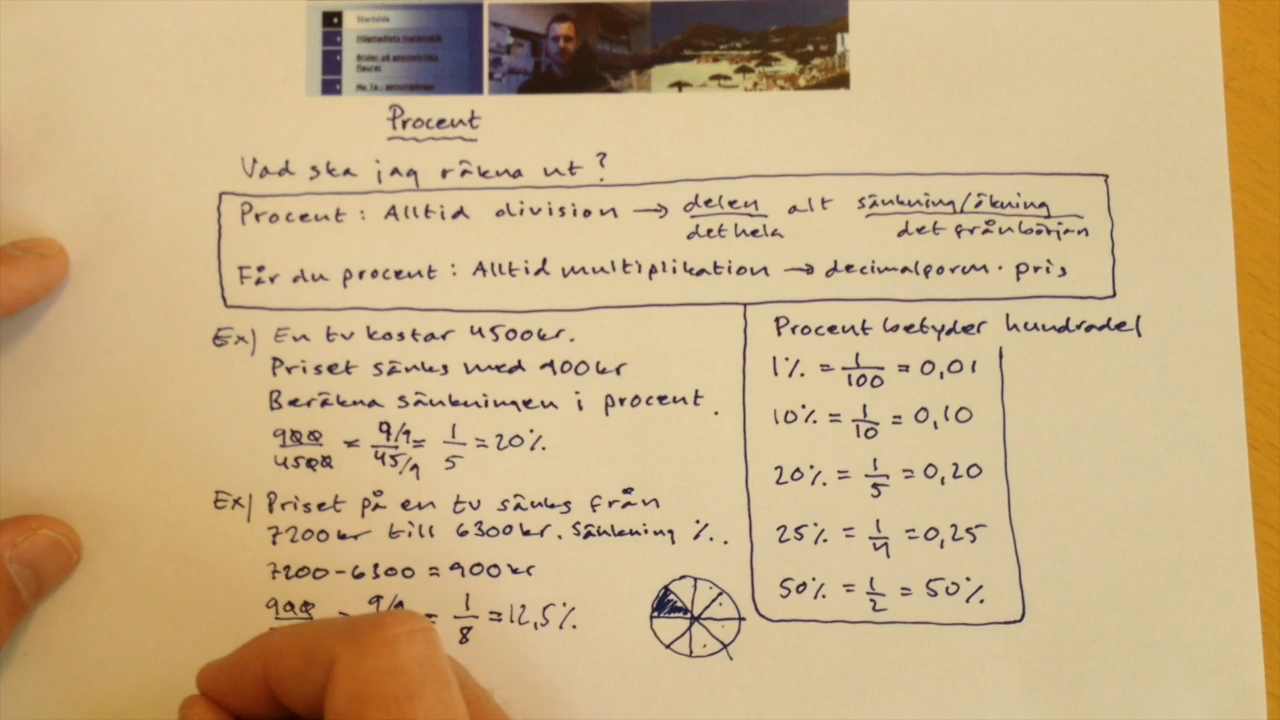 Startsida
Procent
Vad ska jag räkna ut?
Procent: Alltid division → delen/det hela alt sänkning/ökning/det från början
Får du procent: Alltid multiplikation → decimalform · pris
Ex) En tv kostar 4500kr.
Priset sänks med 900kr
Beräkna sänkningen i procent.
900/4500 = 9/9/45/9 = 1/5 = 20%
Ex) Priset på en tv sänks från
7200kr till 6300kr. Sänkning %.
7200-6300 = 900kr
900 = 9/9 = 1/8 = 12,5%
Procent betyder hundradel
1% = 1/100 = 0,01
10% = 1/10 = 0,10
20% = 1/5 = 0,20
25% = 1/4 = 0,25
50% = 1/2 = 50%